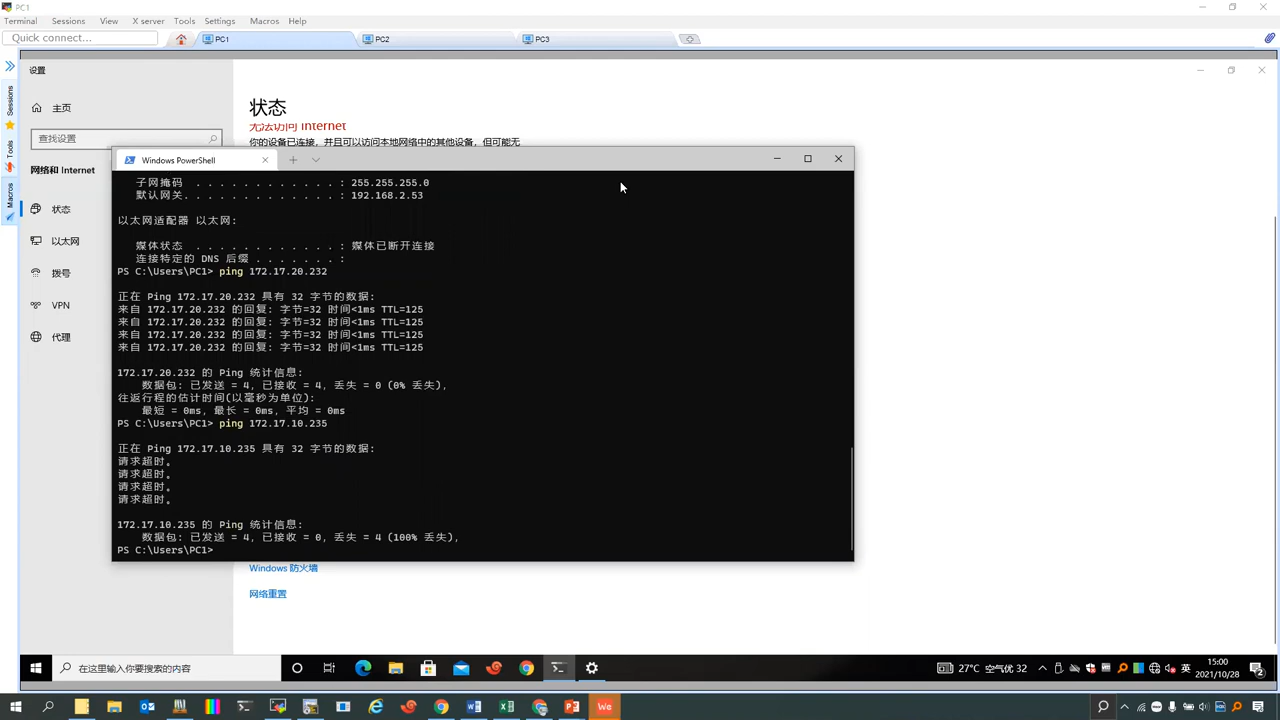 PC1
Terminal Sessions View X server Tools Settings Macros Help
Quick connect... PC1 PC2 PC3
Sessions
Tools
Macros
设置
主页
查找设置
网络和 Internet
状态
以太网
拨号
VPN
代理
状态
无法访问 Internet
你的设备已连接，并且可以访问本地网络中的其他设备，但可能无
Windows PowerShell
子网掩码 . . . . . . . . . . . . : 255.255.255.0
默认网关. . . . . . . . . . . . . : 192.168.2.53
以太网适配器 以太网:
媒体状态 . . . . . . . . . . . . : 媒体已断开连接
连接特定的 DNS 后缀 . . . . . . . :
PS C:\Users\PC1> ping 172.17.20.232
正在 Ping 172.17.20.232 具有 32 字节的数据:
来自 172.17.20.232 的回复: 字节=32 时间<1ms TTL=125
来自 172.17.20.232 的回复: 字节=32 时间<1ms TTL=125
来自 172.17.20.232 的回复: 字节=32 时间<1ms TTL=125
来自 172.17.20.232 的回复: 字节=32 时间<1ms TTL=125
172.17.20.232 的 Ping 统计信息:
数据包: 已发送 = 4，已接收 = 4，丢失 = 0 (0% 丢失)，
往返行程的估计时间(以毫秒为单位):
最短 = 0ms，最长 = 0ms，平均 = 0ms
PS C:\Users\PC1> ping 172.17.10.235
正在 Ping 172.17.10.235 具有 32 字节的数据:
请求超时。
请求超时。
请求超时。
请求超时。
172.17.10.235 的 Ping 统计信息:
数据包: 已发送 = 4，已接收 = 0，丢失 = 4 (100% 丢失)，
PS C:\Users\PC1>
Windows 防火墙
网络重置
在这里输入你要搜索的内容
27°C 空气优 32
英
15:00
2021/10/28
2
We